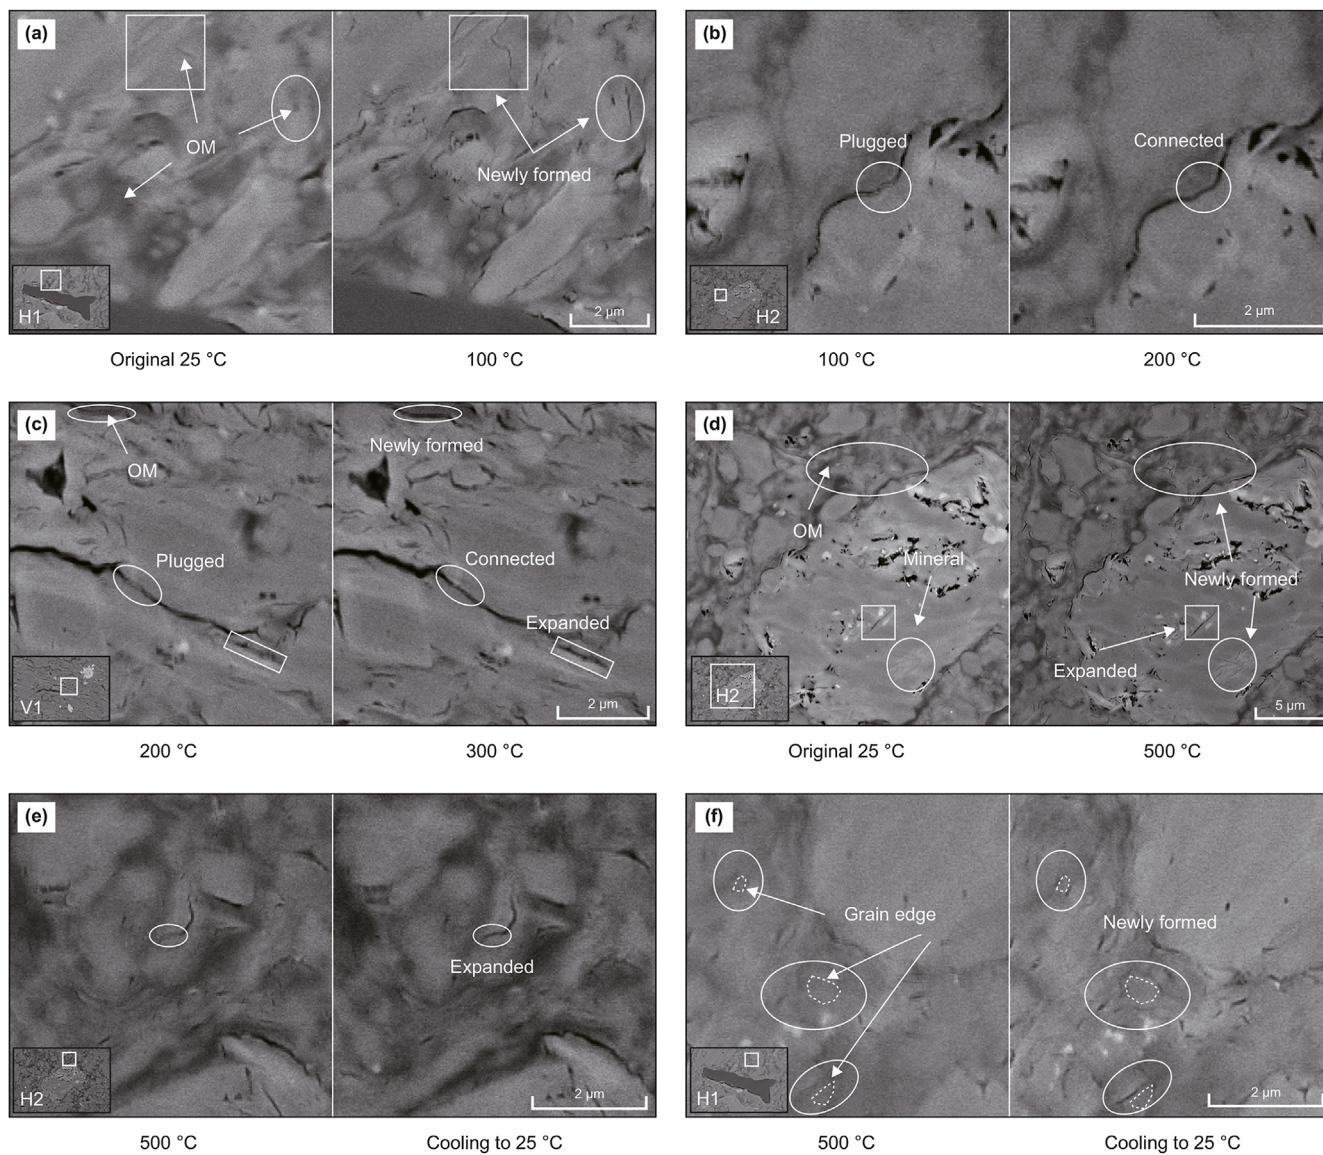 (a)
OM
Newly formed
H1
2 µm
Original 25 °C
100 °C
(b)
Plugged
Connected
H2
2 µm
100 °C
200 °C
(c)
OM
Newly formed
Plugged
Connected
Expanded
V1
2 µm
200 °C
300 °C
(d)
OM
Mineral
Newly formed
Expanded
H2
5 µm
Original 25 °C
500 °C
(e)
Expanded
H2
2 µm
500 °C
Cooling to 25 °C
(f)
Grain edge
Newly formed
H1
2 µm
500 °C
Cooling to 25 °C